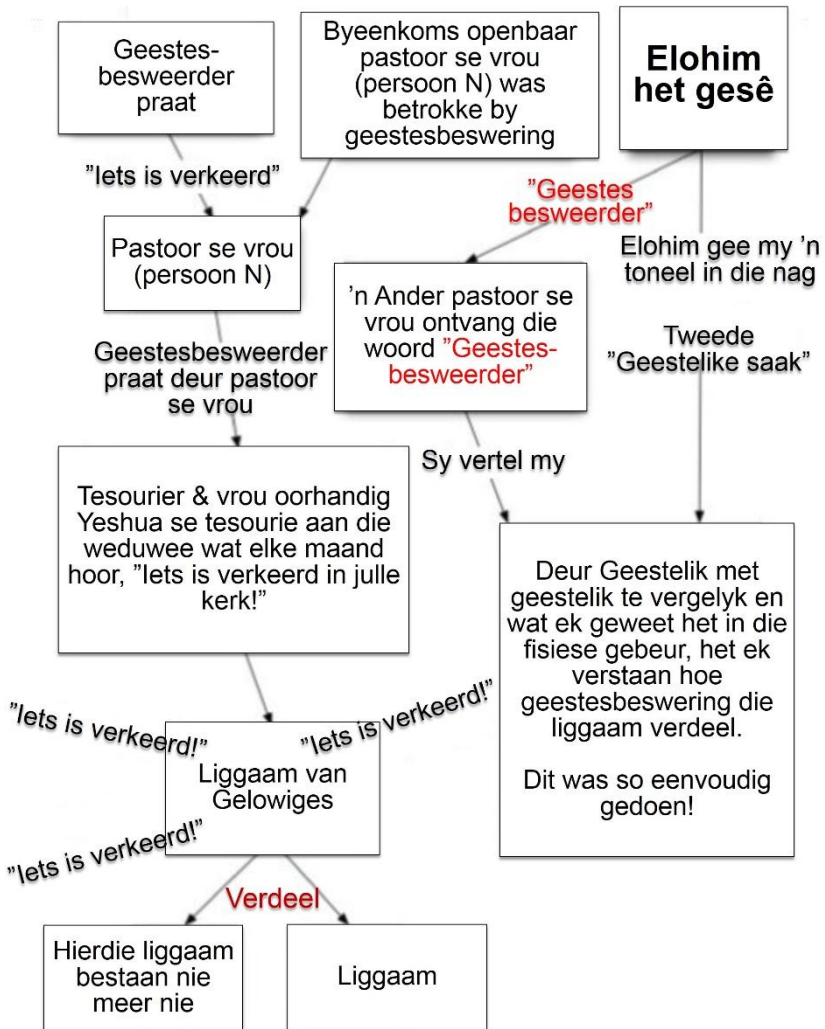 Geestes-
besweerder
praat
Byeenkoms openbaar
pastoor se vrou
(persoon N) was
betrokke by
geestesbeswering
Elohim
het gesê
"Iets is verkeerd"
"Geestes
besweerder"
Pastoor se vrou
(persoon N)
Elohim gee my 'n
toneel in die nag
'n Ander pastoor se
vrou ontvang die
woord "Geestes-
besweerder"
Geestesbesweerder
praat deur pastoor
se vrou
Tweede
"Geestelike saak"
Sy vertel my
Tesourier & vrou oorhandig
Yeshua se tesourie aan die
weduwee wat elke maand
hoor, "Iets is verkeerd in julle
kerk!"
Deur Geestelik met
geestelik te vergelyk en
wat ek geweet het in die
fisiese gebeur, het ek
verstaan hoe
geestesbeswering die
liggaam verdeel.
Dit was so eenvoudig
gedoen!
"Iets is verkeerd!"
"Iets is verkeerd!"
Liggaam van
Gelowiges
"Iets is verkeerd!"
Verdeel
Hierdie liggaam
bestaan nie
meer nie
Liggaam